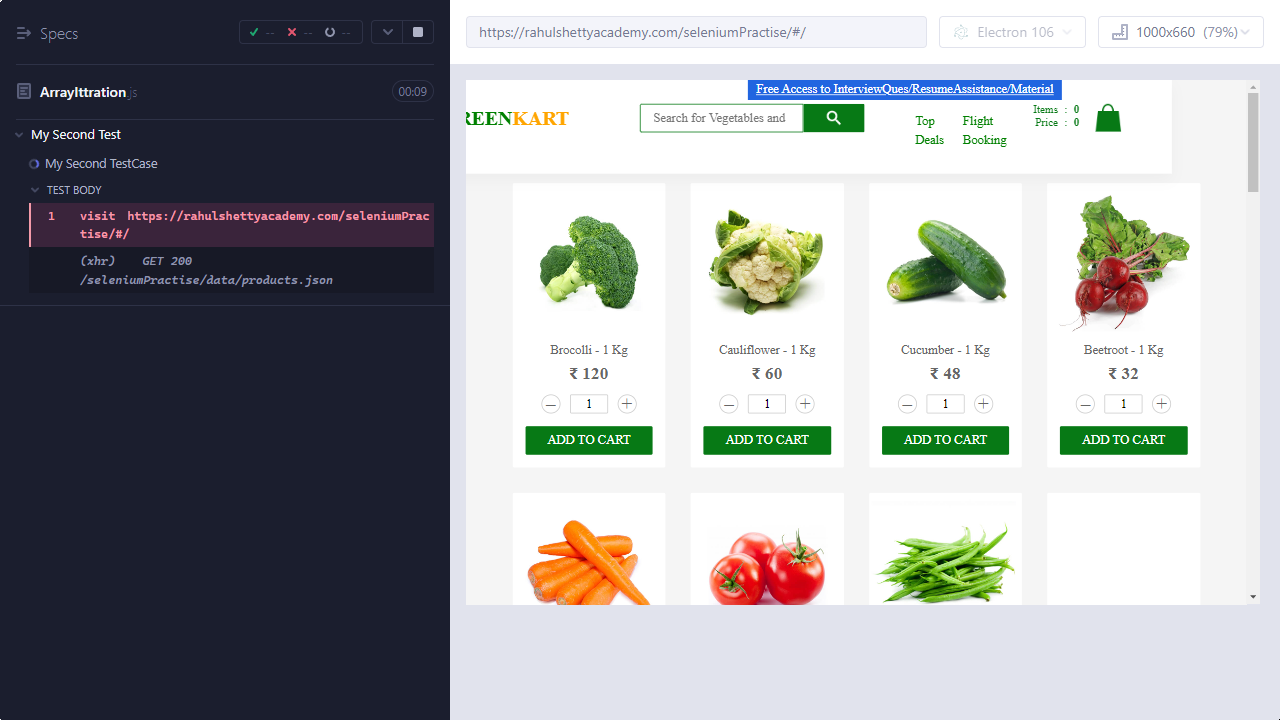 Specs
-- -- --
https://rahulshettyacademy.com/seleniumPractise/#/
Electron 106
1000x660 (79%)
ArrayIttration.js
00:09
My Second Test
My Second TestCase
TEST BODY
1 visit https://rahulshettyacademy.com/seleniumPrac
tise/#/
(xhr) GET 200
/seleniumPractise/data/products.json
Free Access to InterviewQues/ResumeAssistance/Material
REENKART
Search for Vegetables and
Top
Deals
Flight
Booking
Items : 0
Price : 0
Brocolli - 1 Kg
Cauliflower - 1 Kg
Cucumber - 1 Kg
Beetroot - 1 Kg
₹ 120
₹ 60
₹ 48
₹ 32
– 1 +
– 1 +
– 1 +
– 1 +
ADD TO CART
ADD TO CART
ADD TO CART
ADD TO CART